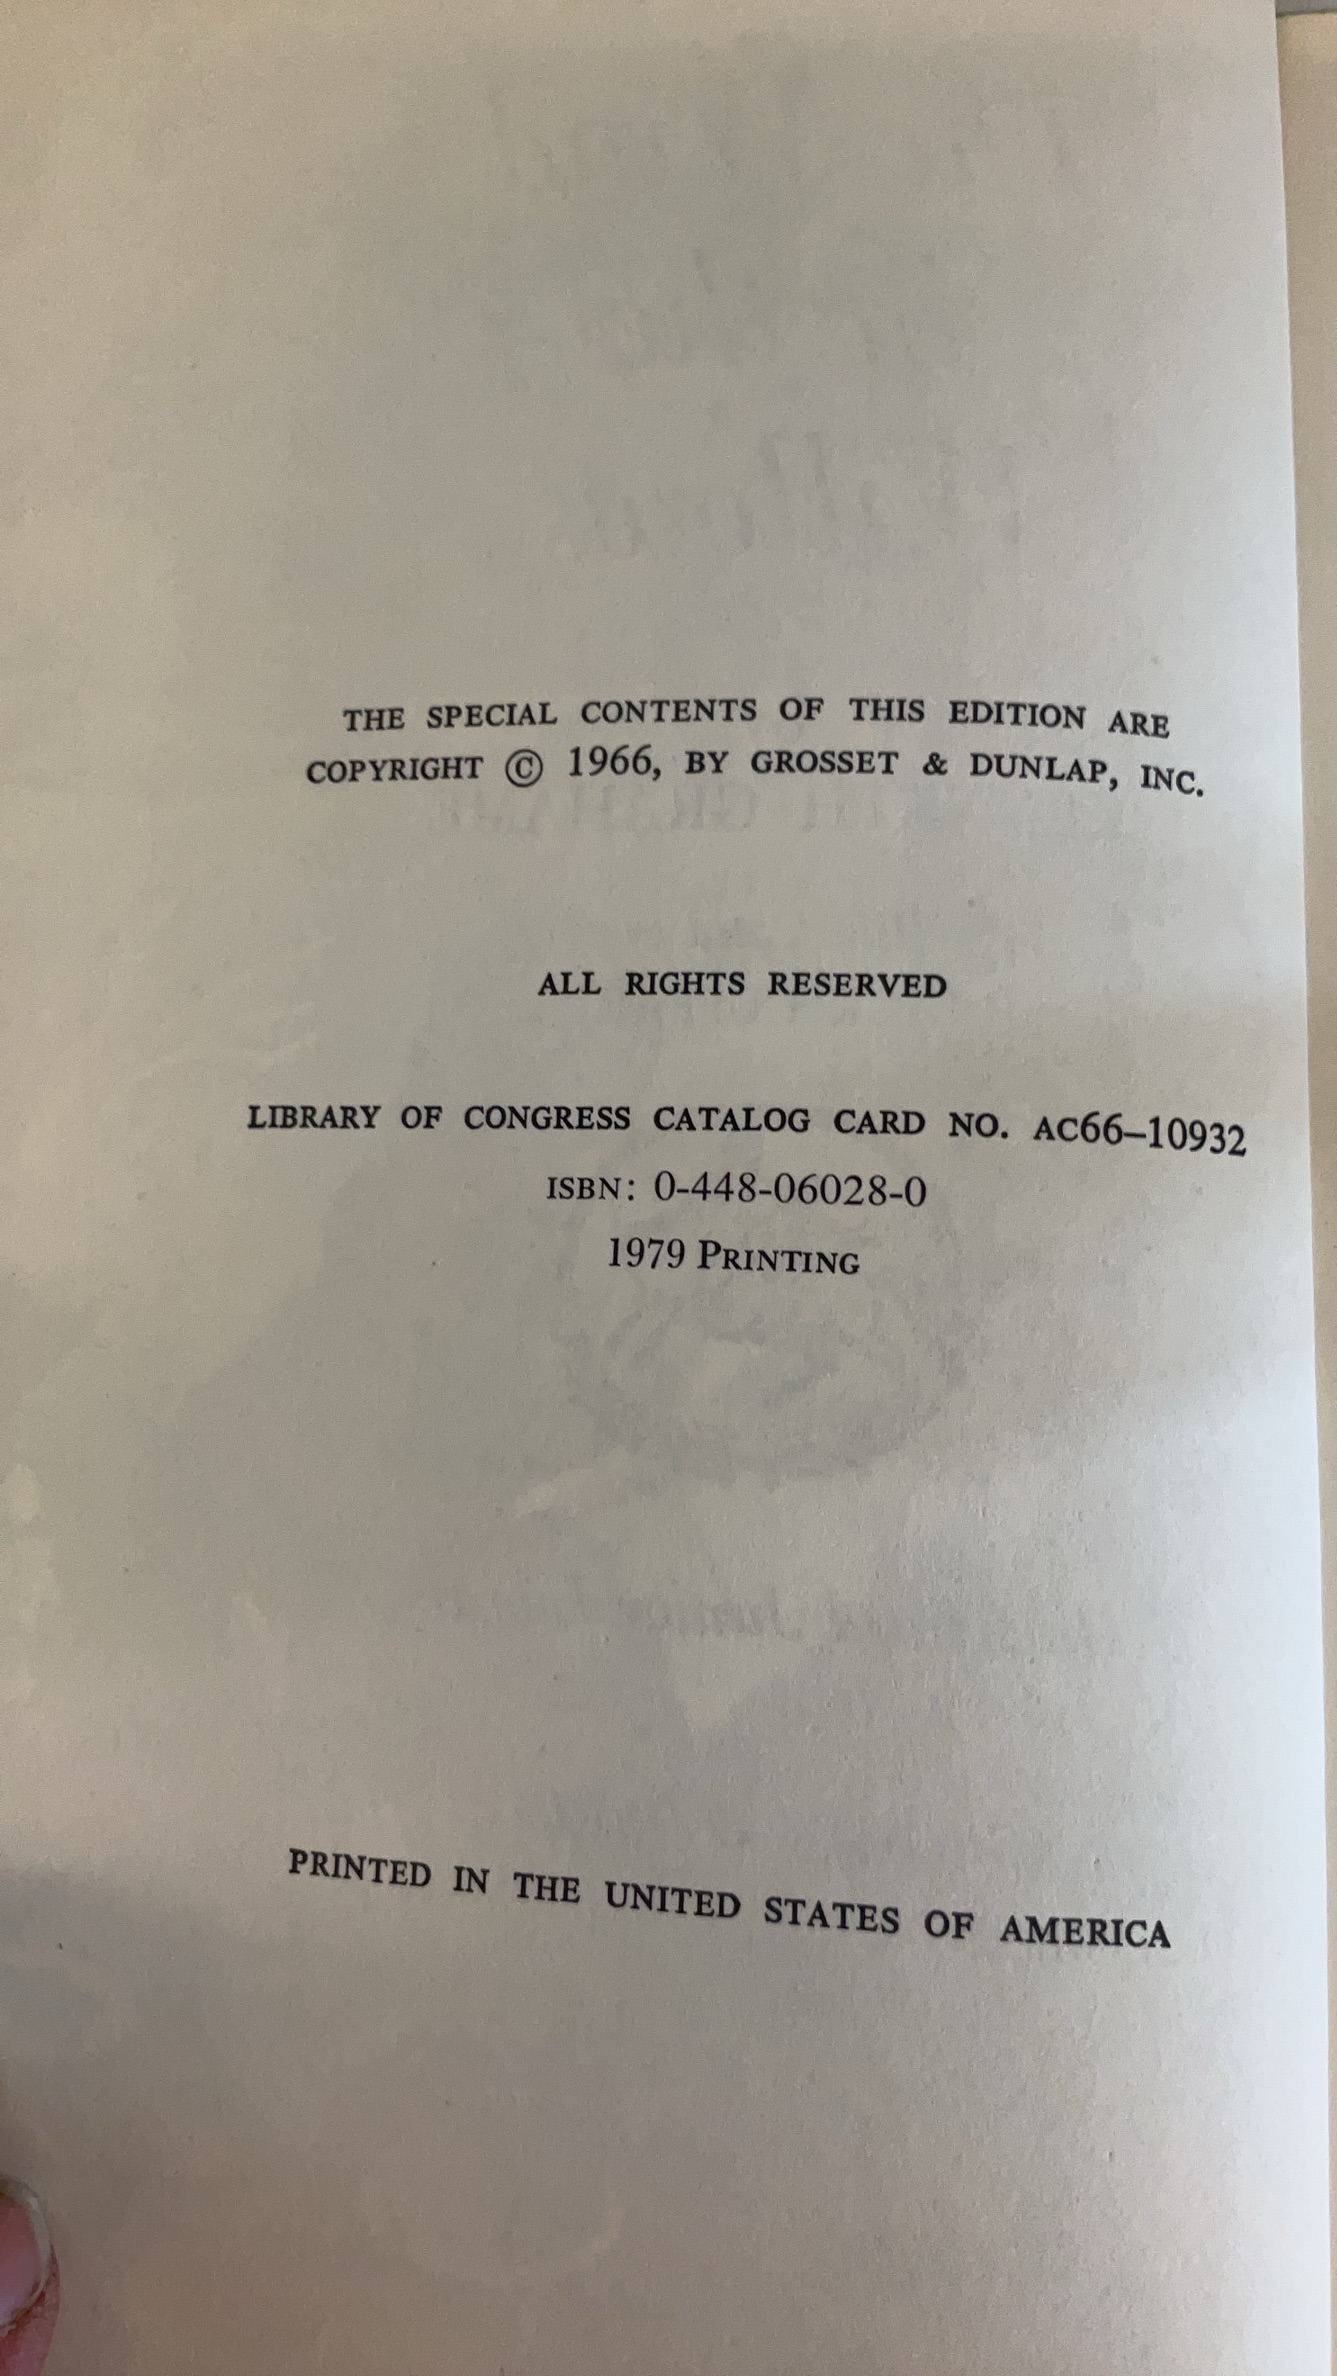 THE SPECIAL CONTENTS OF THIS EDITION ARE
COPYRIGHT © 1966, BY GROSSET & DUNLAP, INC.
ALL RIGHTS RESERVED
LIBRARY OF CONGRESS CATALOG CARD NO. AC66–10932
ISBN: 0-448-06028-0
1979 PRINTING
PRINTED IN THE UNITED STATES OF AMERICA